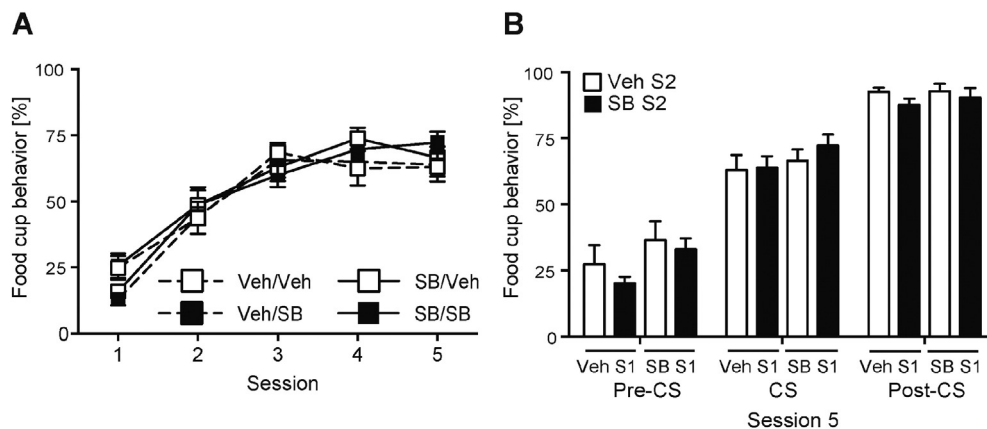 A
Food cup behavior [%]
100
75
50
25
0
Veh/Veh
SB/Veh
Veh/SB
SB/SB
1 2 3 4 5
Session
B
Food cup behavior [%]
100
75
50
25
0
Veh S2
SB S2
Veh S1 SB S1 Veh S1 SB S1 Veh S1 SB S1
Pre-CS CS Post-CS
Session 5